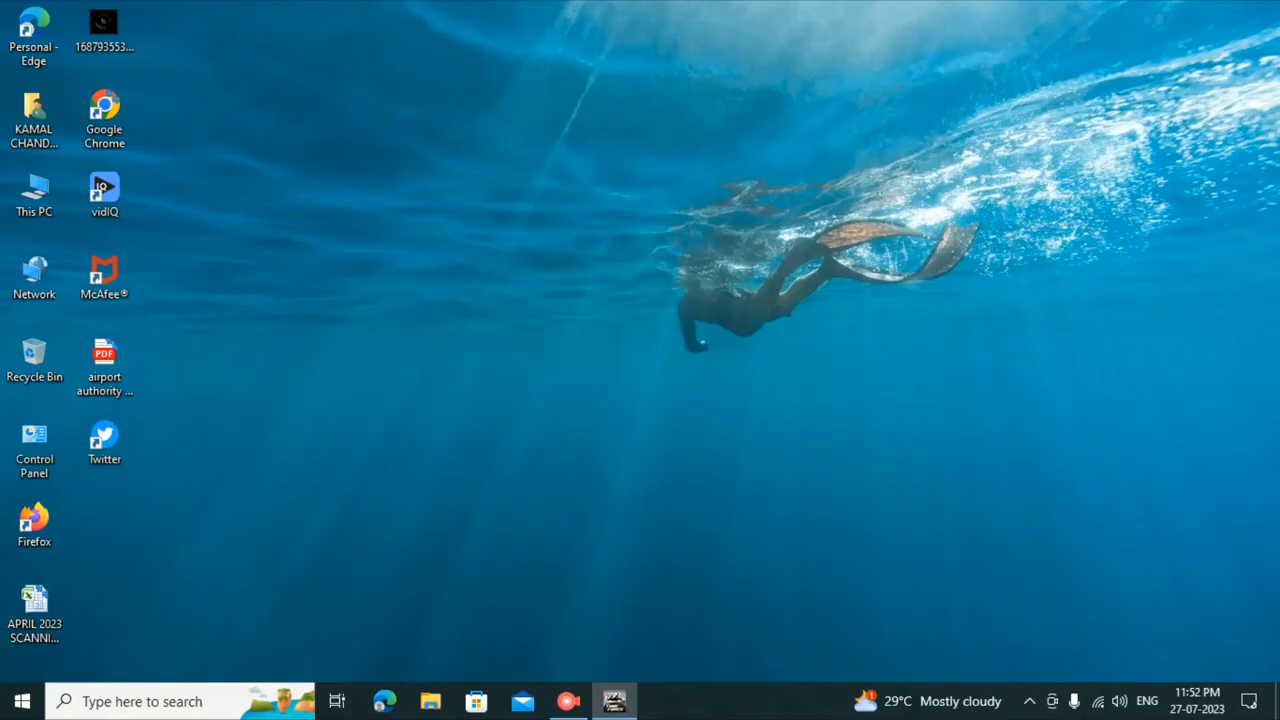 Personal -
Edge
168793553...
KAMAL
CHAND...
Google
Chrome
This PC
vidIQ
Network
McAfee®
Recycle Bin
PDF
airport
authority ...
Control
Panel
Twitter
Firefox
APRIL 2023
SCANNI...
Type here to search
1
29°C Mostly cloudy
ENG
11:52 PM
27-07-2023